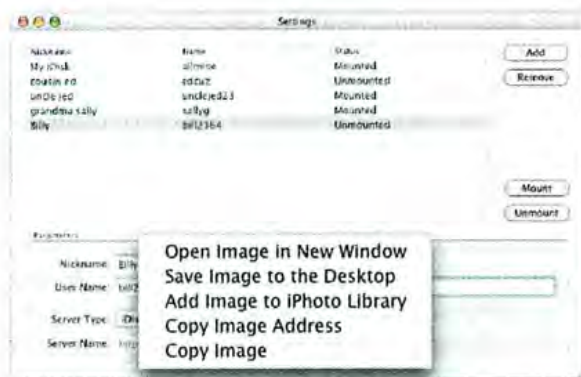 Settings
Nickname Name Status
My iDisk Mounted
cousin ed Unmounted
uncle jed unclejed23 Mounted
grandma sally sallyg Mounted
Billy bill2364 Unmounted
Add
Remove
Mount
Unmount
Parameters
Nickname: Billy
User Name:
Server Type:
Server Name:
Open Image in New Window
Save Image to the Desktop
Add Image to iPhoto Library
Copy Image Address
Copy Image